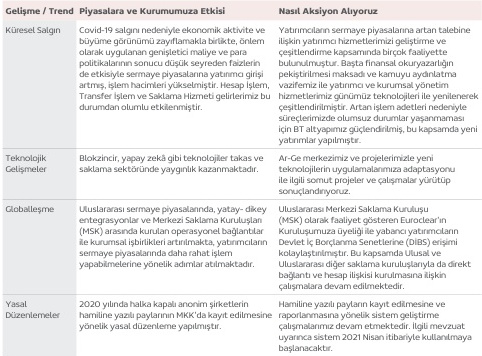 Gelişme / Trend Piyasalara ve Kurumumuza Etkisi Nasıl Aksiyon Alıyoruz
Küresel Salgın
Covid-19 salgını nedeniyle ekonomik aktivite ve
büyüme görünümü zayıflamakla birlikte, önlem
olarak uygulanan genişletici maliye ve para
politikalarının sonucu düşük seyreden faizlerin
de etkisiyle sermaye piyasalarına yatırımcı girişi
artmış, işlem hacimleri yükselmiştir. Hesap İşlem,
Transfer İşlem ve Saklama Hizmeti gelirlerimiz bu
durumdan olumlu etkilenmiştir.
Yatırımcıların sermaye piyasalarına artan talebine
ilişkin yatırımcı hizmetlerimizi geliştirme ve
çeşitlendirme kapsamında birçok faaliyette
bulunulmuştur. Başta finansal okuryazarlığın
pekiştirilmesi maksadı ve kamuyu aydınlatma
vazifemiz ile yatırımcı ve kurumsal yönetim
hizmetlerimiz günümüz teknolojileri ile yenilenerek
çeşitlendirilmiştir. Artan işlem adetleri nedeniyle
süreçlerimizde olumsuz durumlar yaşanmaması
için BT altyapımız güçlendirilmiş, bu kapsamda yeni
yatırımlar yapılmıştır.
Teknolojik
Gelişmeler
Blokzincir, yapay zekâ gibi teknolojiler takas ve
saklama sektöründe yaygınlık kazanmaktadır.
Ar-Ge merkezimiz ve projelerimizle yeni
teknolojilerin uygulamalarımıza adaptasyonu
ile ilgili somut projeler ve çalışmalar yürütüp
sonuçlandırıyoruz.
Globalleşme
Uluslararası sermaye piyasalarında, yatay- dikey
entegrasyonlar ve Merkezi Saklama Kuruluşları
(MSK) arasında kurulan operasyonel bağlantılar
ile kurumsal işbirlikleri artırılmakta, yatırımcıların
sermaye piyasalarında daha rahat işlem
yapabilmelerine yönelik adımlar atılmaktadır.
Uluslararası Merkezi Saklama Kuruluşu
(MSK) olarak faaliyet gösteren Euroclear’ın
Kuruluşumuza üyeliği ile yabancı yatırımcıların
Devlet İç Borçlanma Senetlerine (DİBS) erişimi
kolaylaştırılmıştır. Bu kapsamda Ulusal ve
Uluslararası diğer saklama kuruluşlarıyla da direkt
bağlantı ve hesap ilişkisi kurulmasına ilişkin
çalışmalara devam edilmektedir.
Yasal
Düzenlemeler
2020 yılında halka kapalı anonim şirketlerin
hamiline yazılı paylarının MKK’da kayıt edilmesine
yönelik yasal düzenleme yapılmıştır.
Hamiline yazılı payların kayıt edilmesine ve
raporlanmasına yönelik sistem geliştirme
çalışmalarımız devam etmektedir. İlgili mevzuat
uyarınca sistem 2021 Nisan itibariyle kullanılmaya
başlanacaktır.